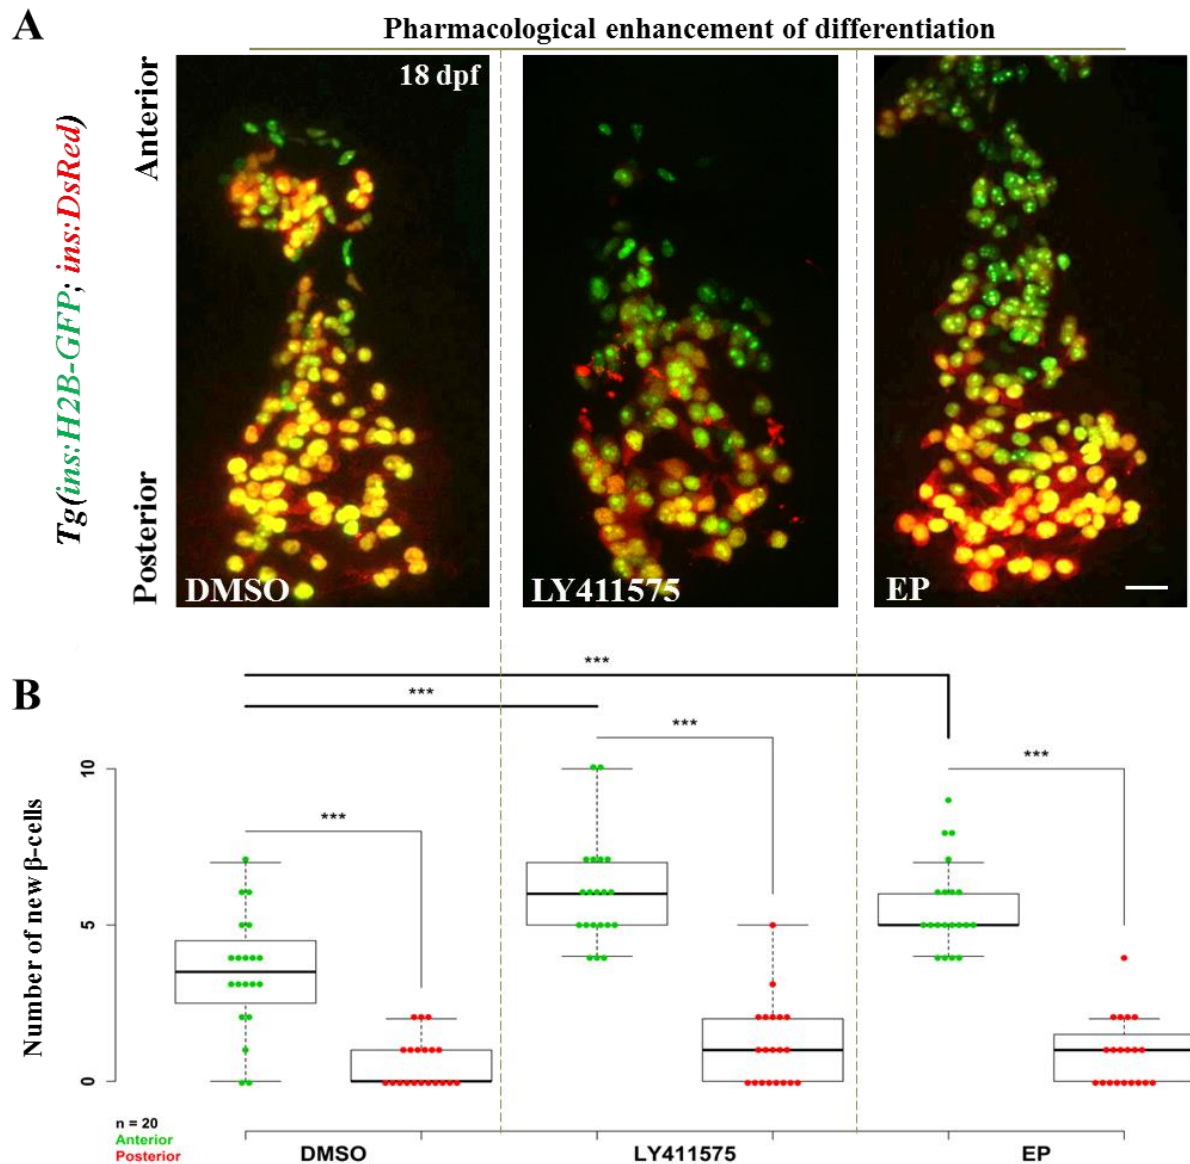 A
Pharmacological enhancement of differentiation
Tg(ins:H2B-GFP; ins:DsRed)
Anterior
Posterior
18 dpf
DMSO
LY411575
EP
B
***
***
***
***
***
Number of new β-cells
10
5
0
n = 20
Anterior
Posterior
DMSO
LY411575
EP